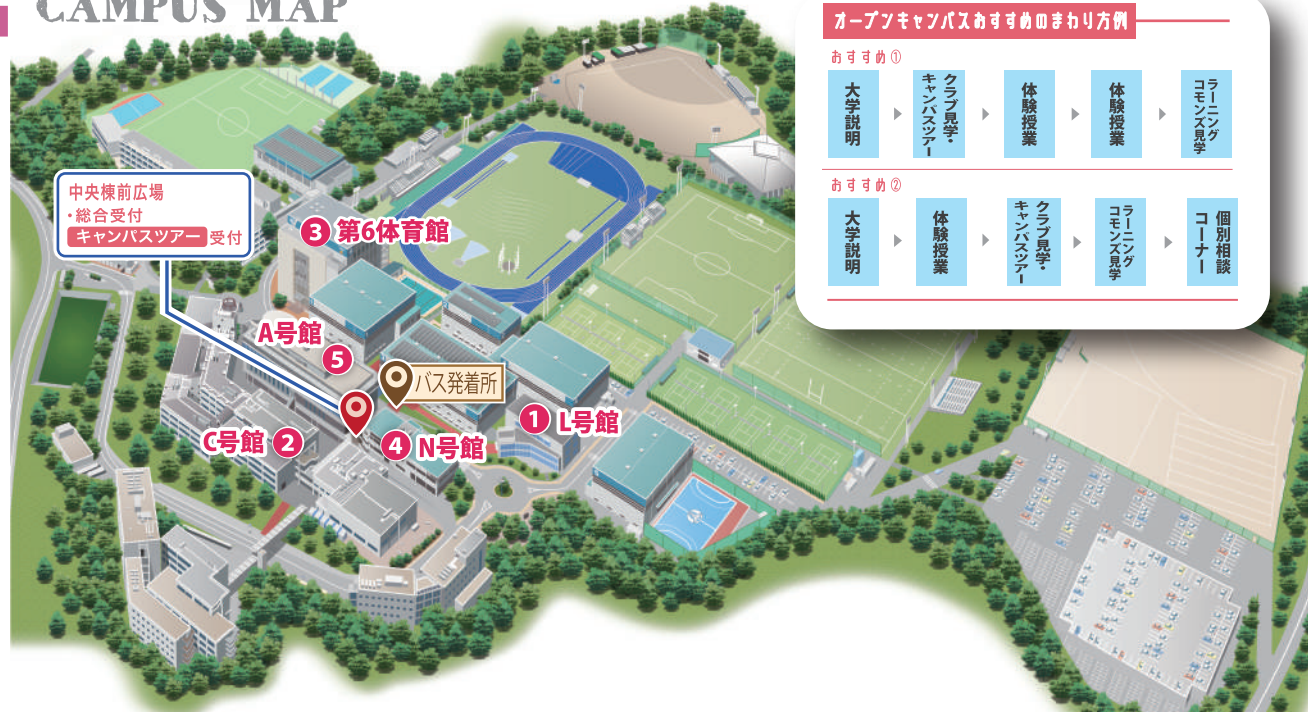 CAMPUS MAP
オープンキャンパスおすすめのまわり方例
おすすめ①
大学説明
クラブ見学・
キャンパスツアー
体験授業
体験授業
ラーニング
コモンズ見学
おすすめ②
大学説明
体験授業
クラブ見学・
キャンパスツアー
ラーニング
コモンズ見学
個別相談
コーナー
中央棟前広場
・総合受付
キャンパスツアー 受付
3 第6体育館
A号館
5
バス発着所
1 L号館
C号館 2
4 N号館